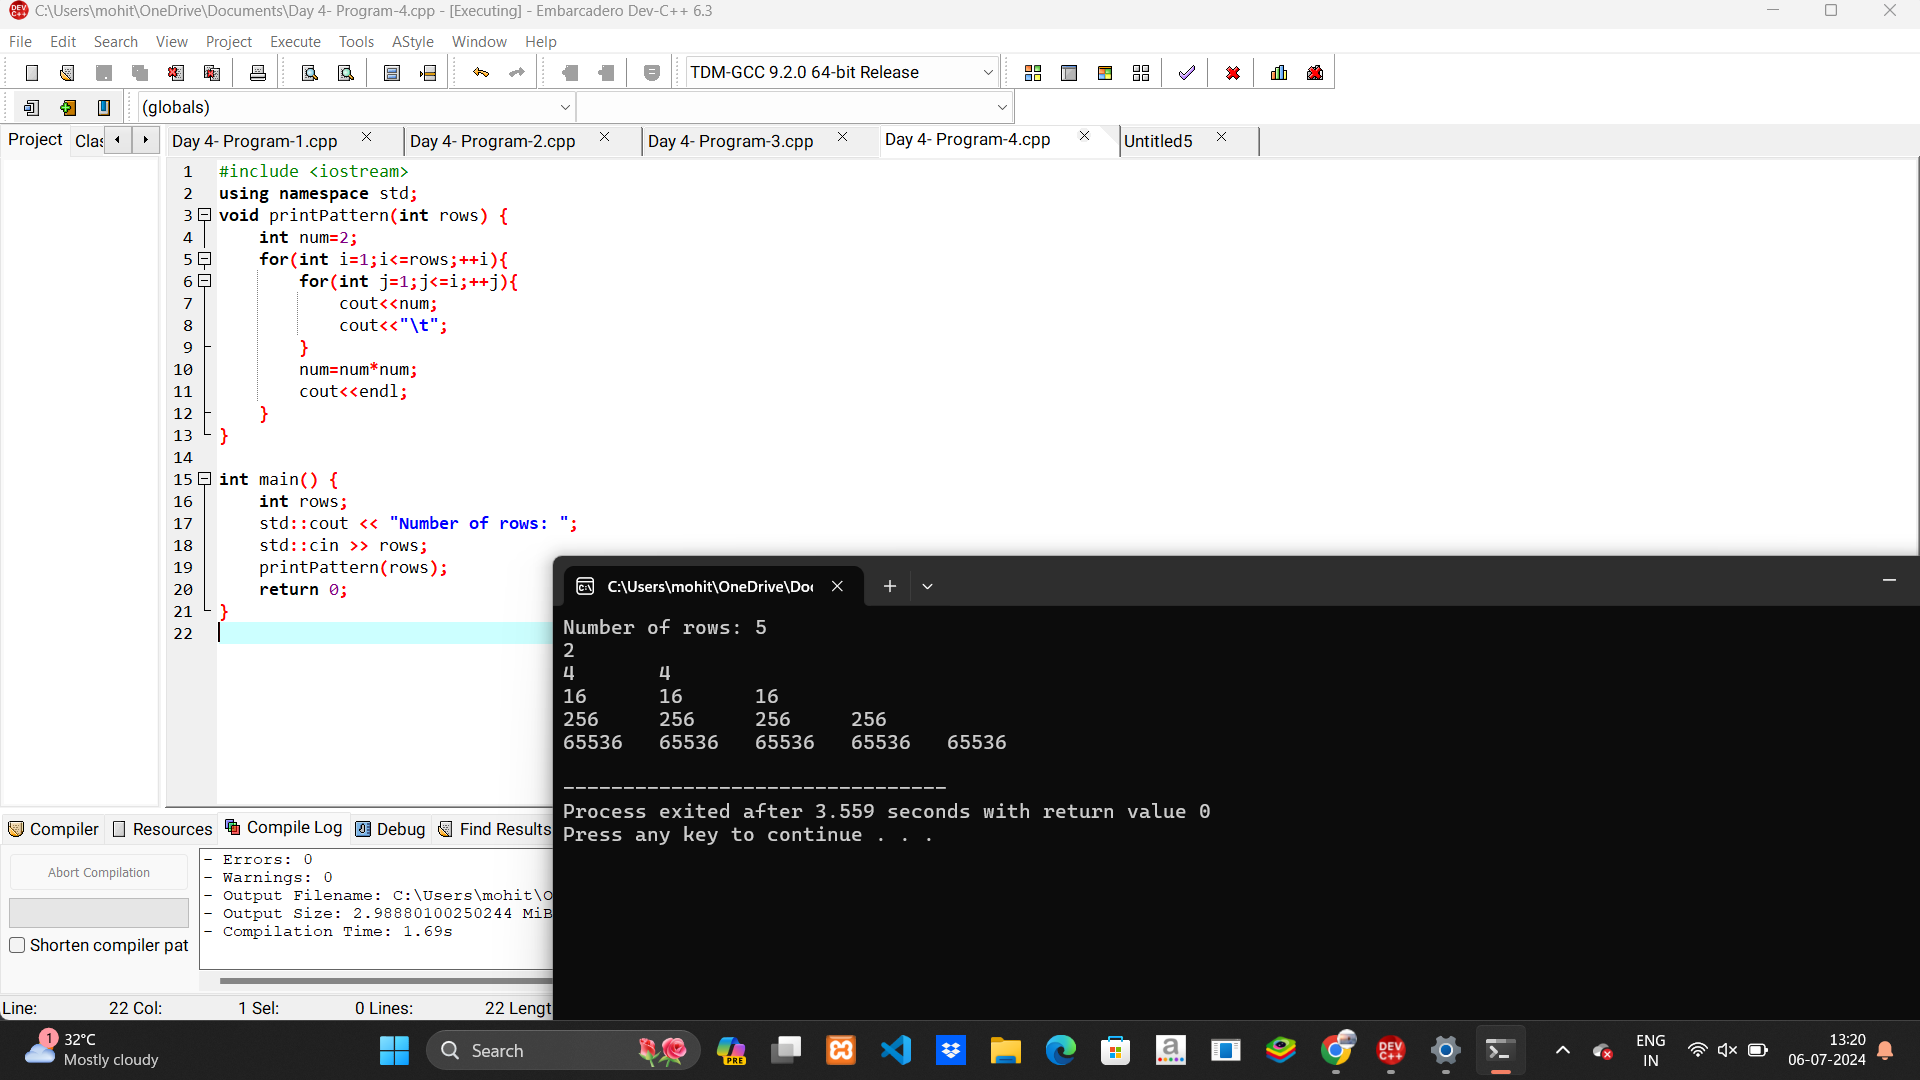 C:\Users\mohit\OneDrive\Documents\Day 4- Program-4.cpp - [Executing] - Embarcadero Dev-C++ 6.3
File Edit Search View Project Execute Tools AStyle Window Help
TDM-GCC 9.2.0 64-bit Release
(globals)
Project Clas Day 4- Program-1.cpp Day 4- Program-2.cpp Day 4- Program-3.cpp Day 4- Program-4.cpp Untitled5
1 #include <iostream>
2 using namespace std;
3 void printPattern(int rows) {
4 int num=2;
5 for(int i=1;i<=rows;++i){
6 for(int j=1;j<=i;++j){
7 cout<<num;
8 cout<<"\t";
9 }
10 num=num*num;
11 cout<<endl;
12 }
13 }
14
15 int main() {
16 int rows;
17 std::cout << "Number of rows: ";
18 std::cin >> rows;
19 printPattern(rows);
20 return 0;
21 }
22
C:\Users\mohit\OneDrive\Doc
Number of rows: 5
2
4 4
16 16 16
256 256 256 256
65536 65536 65536 65536 65536
--------------------------------
Process exited after 3.559 seconds with return value 0
Press any key to continue . . .
Compiler Resources Compile Log Debug Find Results
Abort Compilation
Shorten compiler pat
- Errors: 0
- Warnings: 0
- Output Filename: C:\Users\mohit\O
- Output Size: 2.98880100250244 MiB
- Compilation Time: 1.69s
Line: 22 Col: 1 Sel: 0 Lines: 22 Lengt
1
32°C
Mostly cloudy
Search
PRE
DEV C++
ENG
IN
13:20
06-07-2024